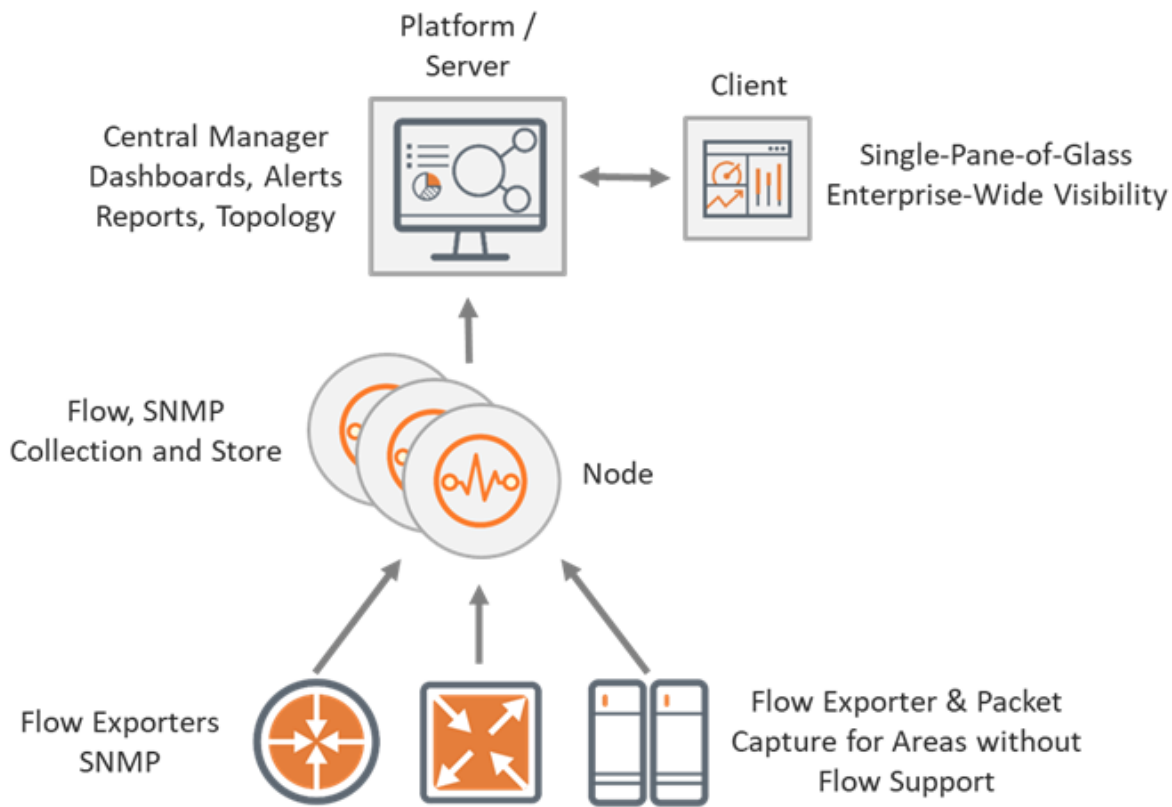 Platform /
Server
Client
Central Manager
Dashboards, Alerts
Reports, Topology
Single-Pane-of-Glass
Enterprise-Wide Visibility
Flow, SNMP
Collection and Store
Node
Flow Exporters
SNMP
Flow Exporter & Packet
Capture for Areas without
Flow Support